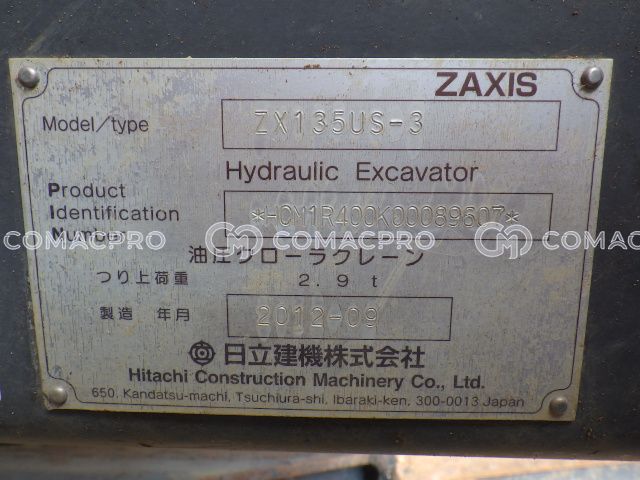 ZAXIS
Model/type ZX135US-3
Hydraulic Excavator
Product
Identification *HCM1R400K00089607*
Number
COMACPRO COMACPRO COMACPRO
油圧クローラクレーン
つり上荷重 2.9 t
製造 年月 2012-09
日立建機株式会社
Hitachi Construction Machinery Co., Ltd.
650, Kandatsu-machi, Tsuchiura-shi, Ibaraki-ken, 300-0013 Japan